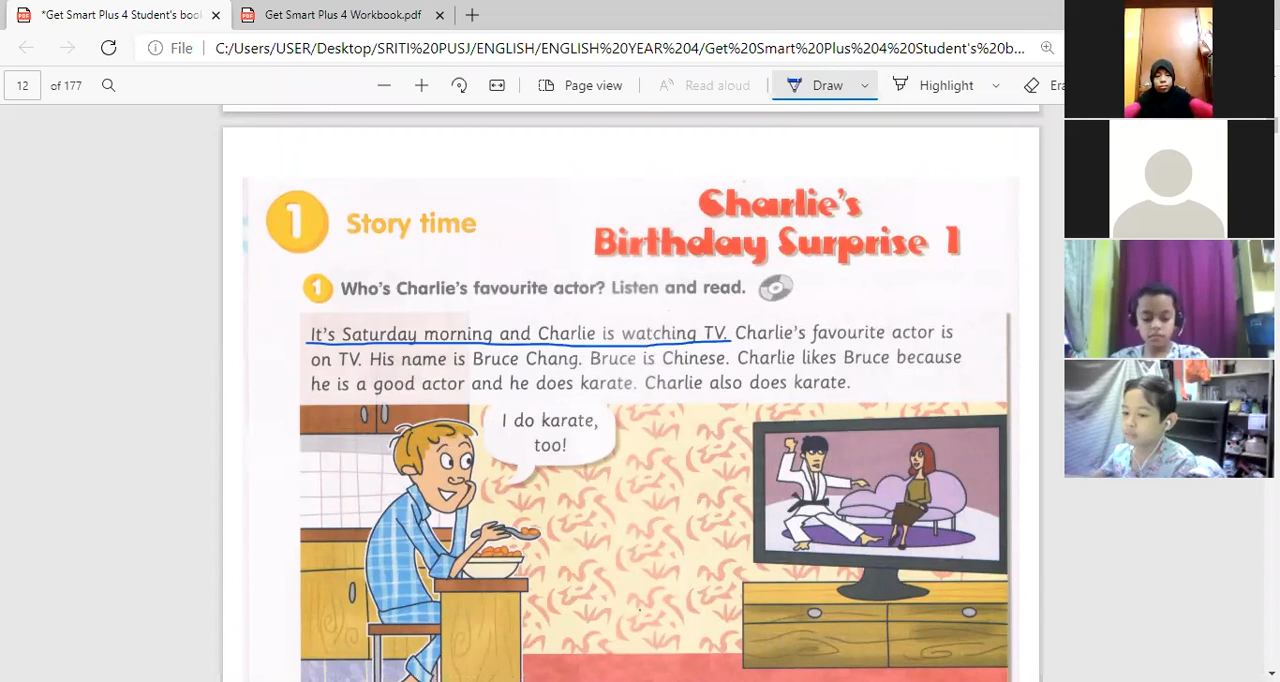 *Get Smart Plus 4 Student's book
Get Smart Plus 4 Workbook.pdf
File
C:/Users/USER/Desktop/SRITI%20PUSJ/ENGLISH/ENGLISH%20YEAR%204/Get%20Smart%20Plus%204%20Student's%20b...
12 of 177
Page view
Read aloud
Draw
Highlight
Era
1 Story time
Charlie's
Birthday Surprise 1
1 Who's Charlie's favourite actor? Listen and read.
It's Saturday morning and Charlie is watching TV. Charlie's favourite actor is
on TV. His name is Bruce Chang. Bruce is Chinese. Charlie likes Bruce because
he is a good actor and he does karate. Charlie also does karate.
I do karate,
too!